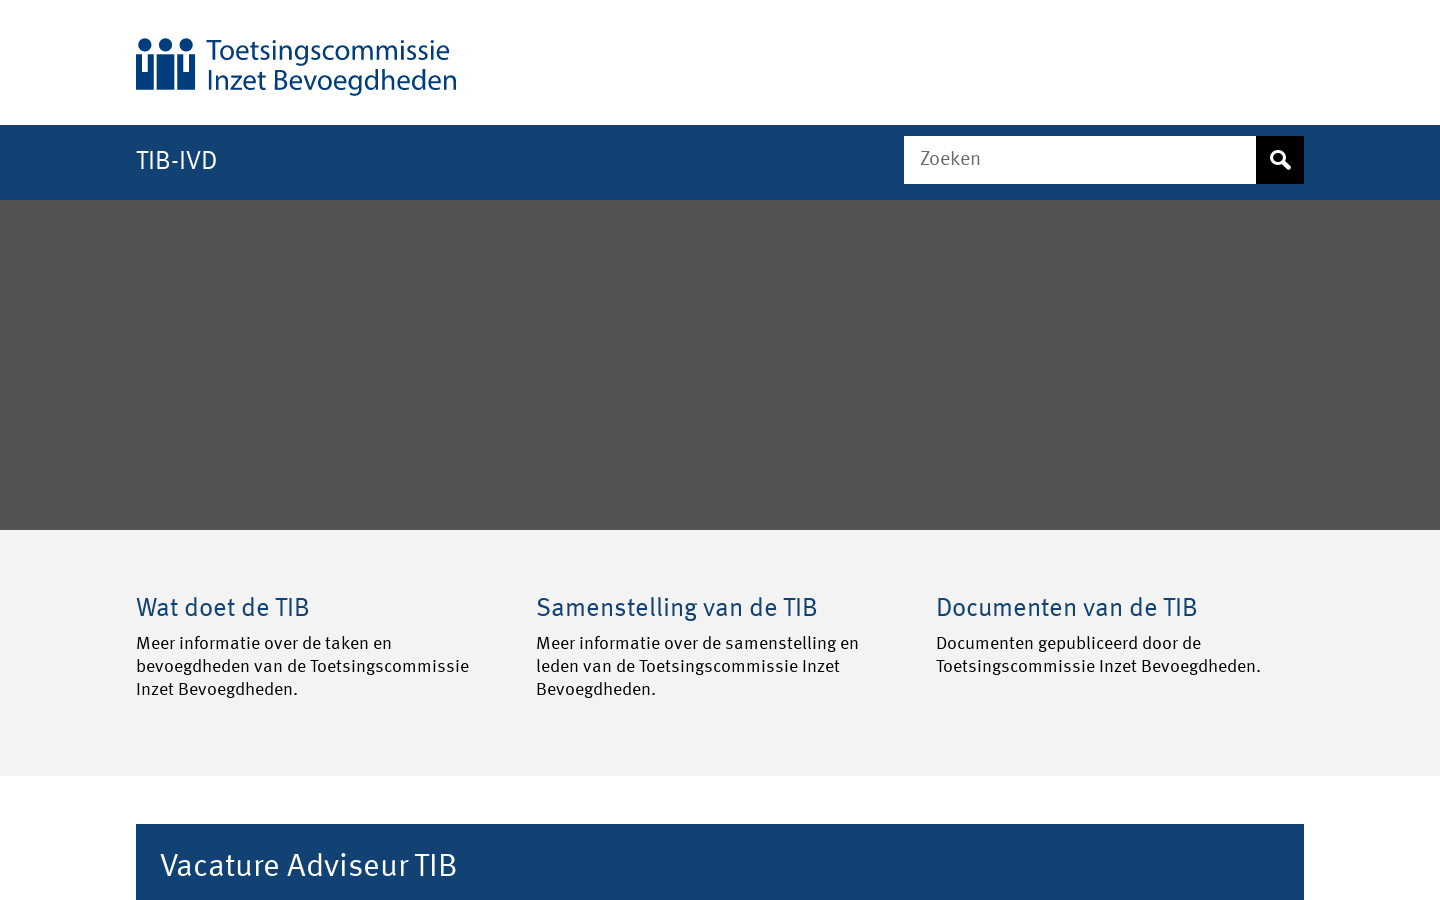 Toetsingscommissie
Inzet Bevoegdheden
TIB-IVD
Zoeken
Wat doet de TIB
Meer informatie over de taken en
bevoegdheden van de Toetsingscommissie
Inzet Bevoegdheden.
Samenstelling van de TIB
Meer informatie over de samenstelling en
leden van de Toetsingscommissie Inzet
Bevoegdheden.
Documenten van de TIB
Documenten gepubliceerd door de
Toetsingscommissie Inzet Bevoegdheden.
Vacature Adviseur TIB